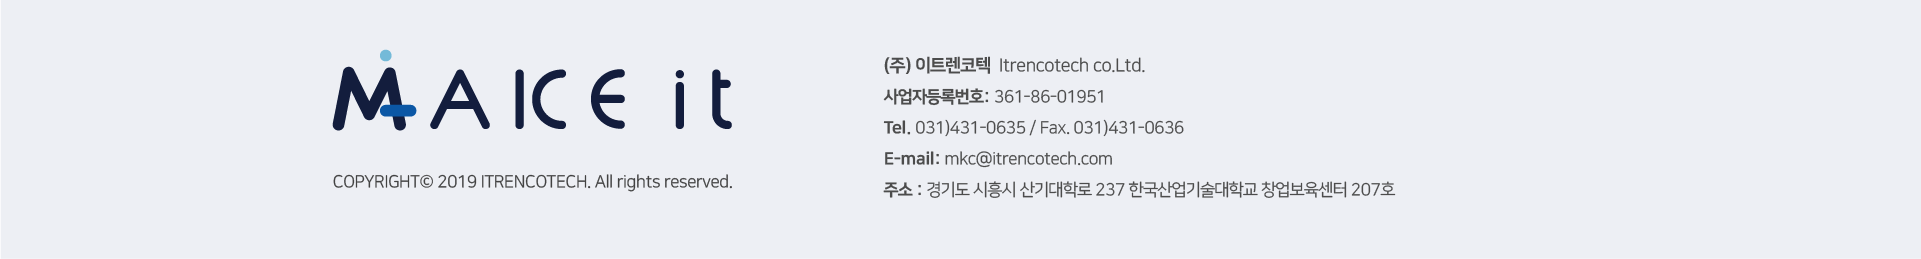 MAKE it
COPYRIGHT© 2019 ITRENCOTECH. All rights reserved.
(주) 이트렌코텍 Itrencotech co.Ltd.
사업자등록번호: 361-86-01951
Tel. 031)431-0635 / Fax. 031)431-0636
E-mail: mkc@itrencotech.com
주소 : 경기도 시흥시 산기대학로 237 한국산업기술대학교 창업보육센터 207호